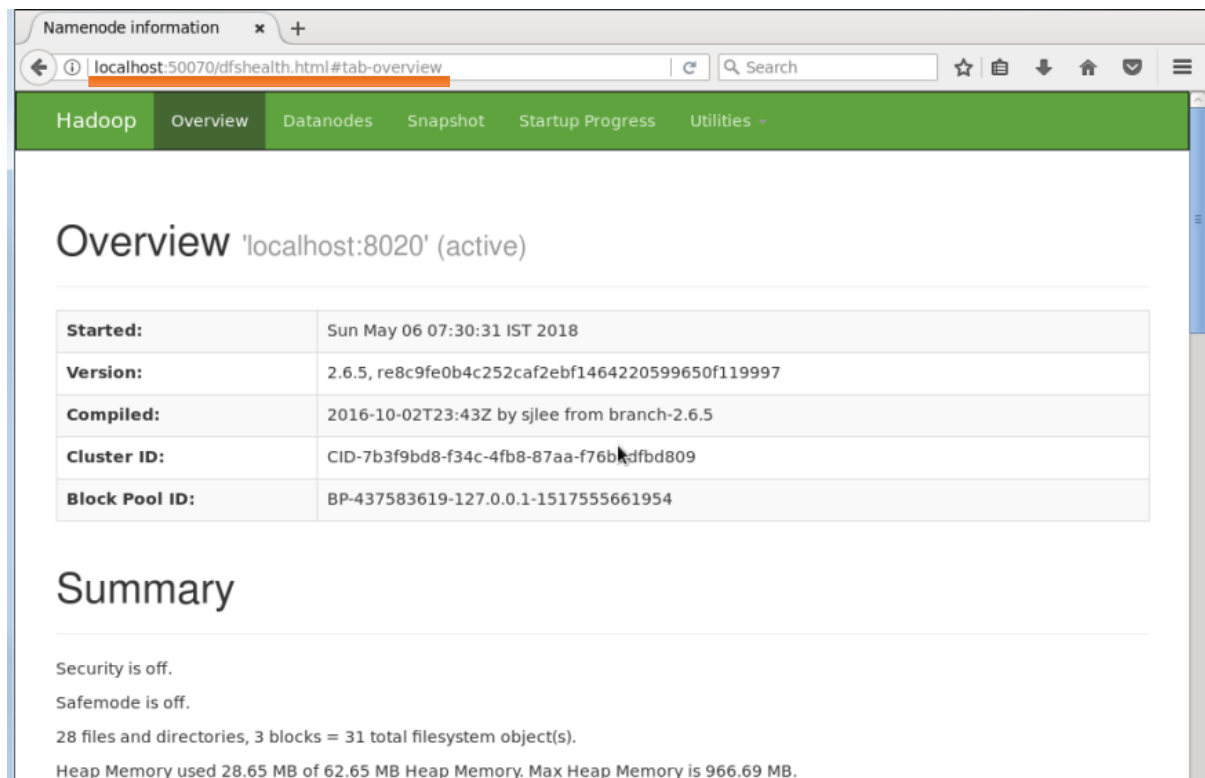 Namenode information
localhost:50070/dfshealth.html#tab-overview
Search
Hadoop Overview Datanodes Snapshot Startup Progress Utilities
Overview 'localhost:8020' (active)
Started: Sun May 06 07:30:31 IST 2018
Version: 2.6.5, re8c9fe0b4c252caf2ebf1464220599650f119997
Compiled: 2016-10-02T23:43Z by sjlee from branch-2.6.5
Cluster ID:
Block Pool ID: BP-437583619-127.0.0.1-1517555661954
Summary
Security is off.
Safemode is off.
28 files and directories, 3 blocks = 31 total filesystem object(s).
Heap Memory used 28.65 MB of 62.65 MB Heap Memory. Max Heap Memory is 966.69 MB.